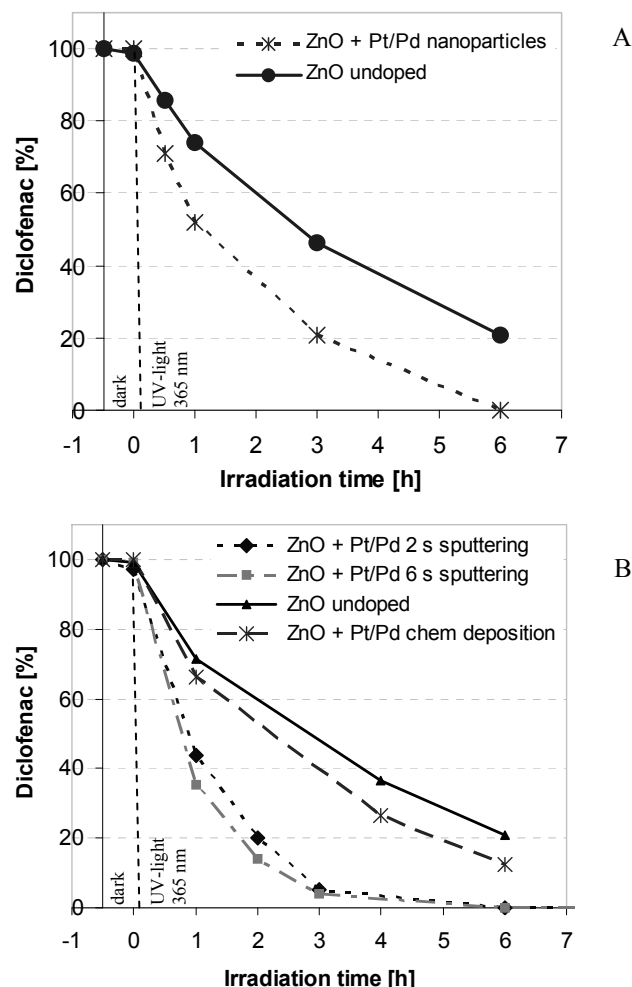 A
ZnO + Pt/Pd nanoparticles
ZnO undoped
Diclofenac [%]
100
80
60
40
20
0
dark
UV-light
365 nm
-1 0 1 2 3 4 5 6 7
Irradiation time [h]
B
ZnO + Pt/Pd 2 s sputtering
ZnO + Pt/Pd 6 s sputtering
ZnO undoped
ZnO + Pt/Pd chem deposition
Diclofenac [%]
100
80
60
40
20
0
dark
UV-light
365 nm
-1 0 1 2 3 4 5 6 7
Irradiation time [h]